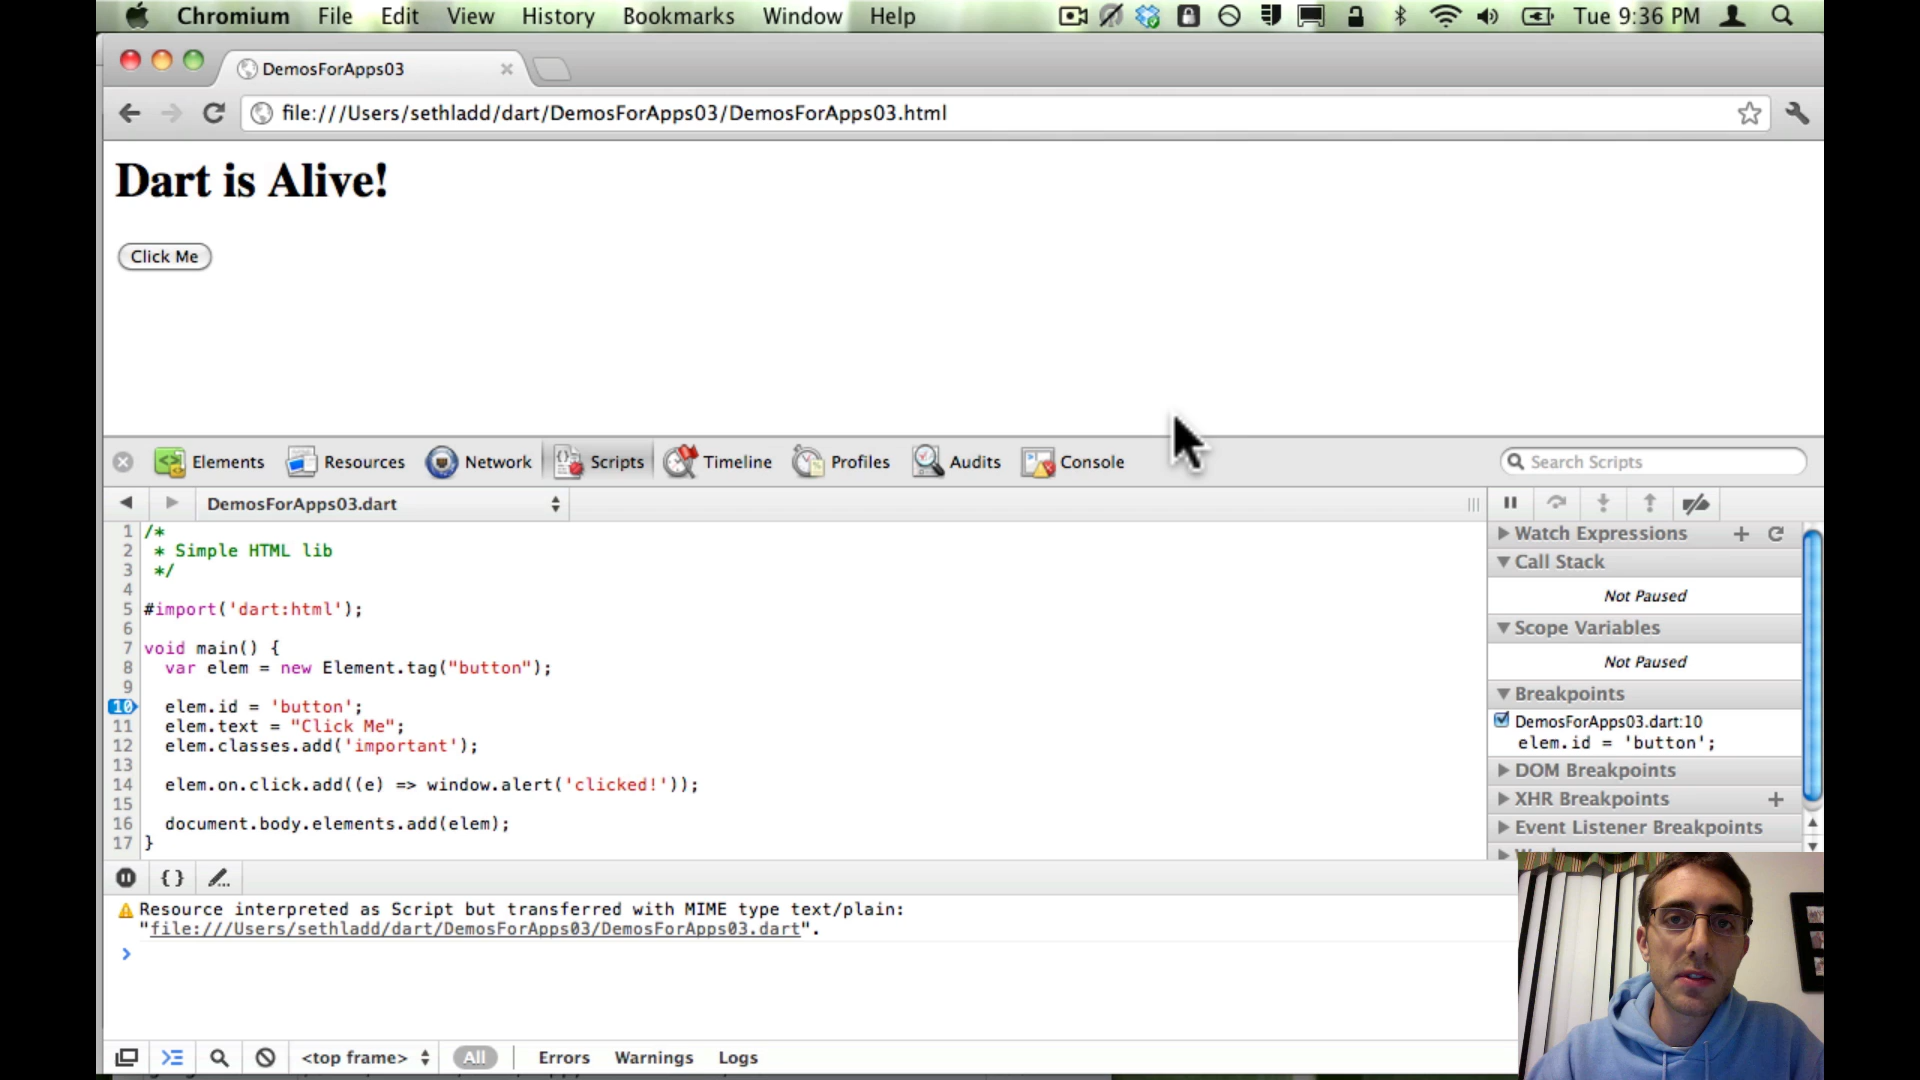 Chromium File Edit View History Bookmarks Window Help Tue 9:36 PM
DemosForApps03
file:///Users/sethladd/dart/DemosForApps03/DemosForApps03.html
Dart is Alive!
Click Me
Elements Resources Network Scripts Timeline Profiles Audits Console Search Scripts
DemosForApps03.dart
1 /*
2  * Simple HTML lib
3  */
4
5 #import('dart:html');
6
7 void main() {
8   var elem = new Element.tag("button");
9
10   elem.id = 'button';
11   elem.text = "Click Me";
12   elem.classes.add('important');
13
14   elem.on.click.add((e) => window.alert('clicked!'));
15
16   document.body.elements.add(elem);
17 }
Watch Expressions
Call Stack
Not Paused
Scope Variables
Not Paused
Breakpoints
DemosForApps03.dart:10
elem.id = 'button';
DOM Breakpoints
XHR Breakpoints
Event Listener Breakpoints
{ }
Resource interpreted as Script but transferred with MIME type text/plain:
"file:///Users/sethladd/dart/DemosForApps03/DemosForApps03.dart".
>
<top frame> All Errors Warnings Logs